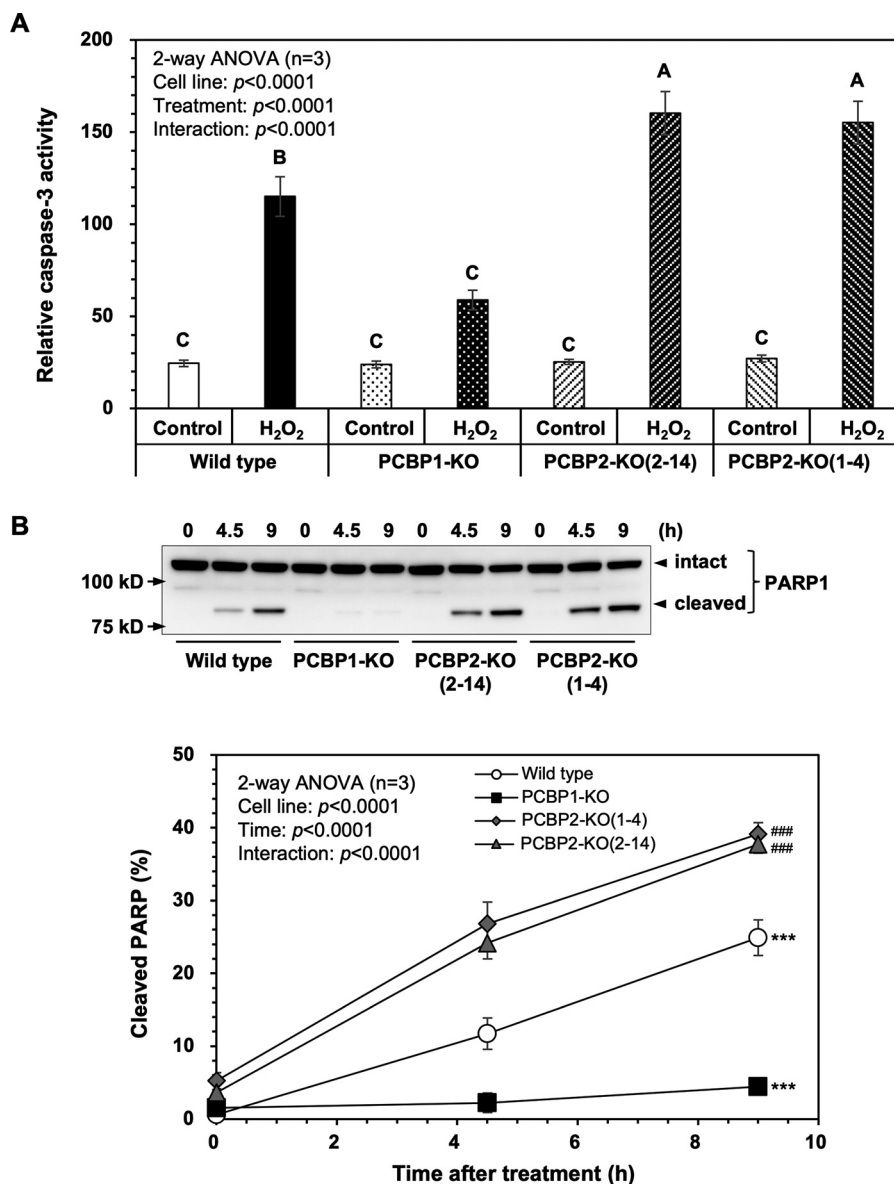 A
200
150
100
50
0
Relative caspase-3 activity
2-way ANOVA (n=3)
Cell line: p<0.0001
Treatment: p<0.0001
Interaction: p<0.0001
C
B
C
C
C
A
C
A
Control H₂O₂ Control H₂O₂ Control H₂O₂ Control H₂O₂
Wild type PCBP1-KO PCBP2-KO(2-14) PCBP2-KO(1-4)
B
0 4.5 9 0 4.5 9 0 4.5 9 0 4.5 9 (h)
100 kD
75 kD
intact
cleaved
PARP1
Wild type PCBP1-KO PCBP2-KO PCBP2-KO
(2-14) (1-4)
50
40
30
20
10
0
Cleaved PARP (%)
2-way ANOVA (n=3)
Cell line: p<0.0001
Time: p<0.0001
Interaction: p<0.0001
Wild type
PCBP1-KO
PCBP2-KO(1-4)
PCBP2-KO(2-14)
###
###
***
***
0 2 4 6 8 10
Time after treatment (h)